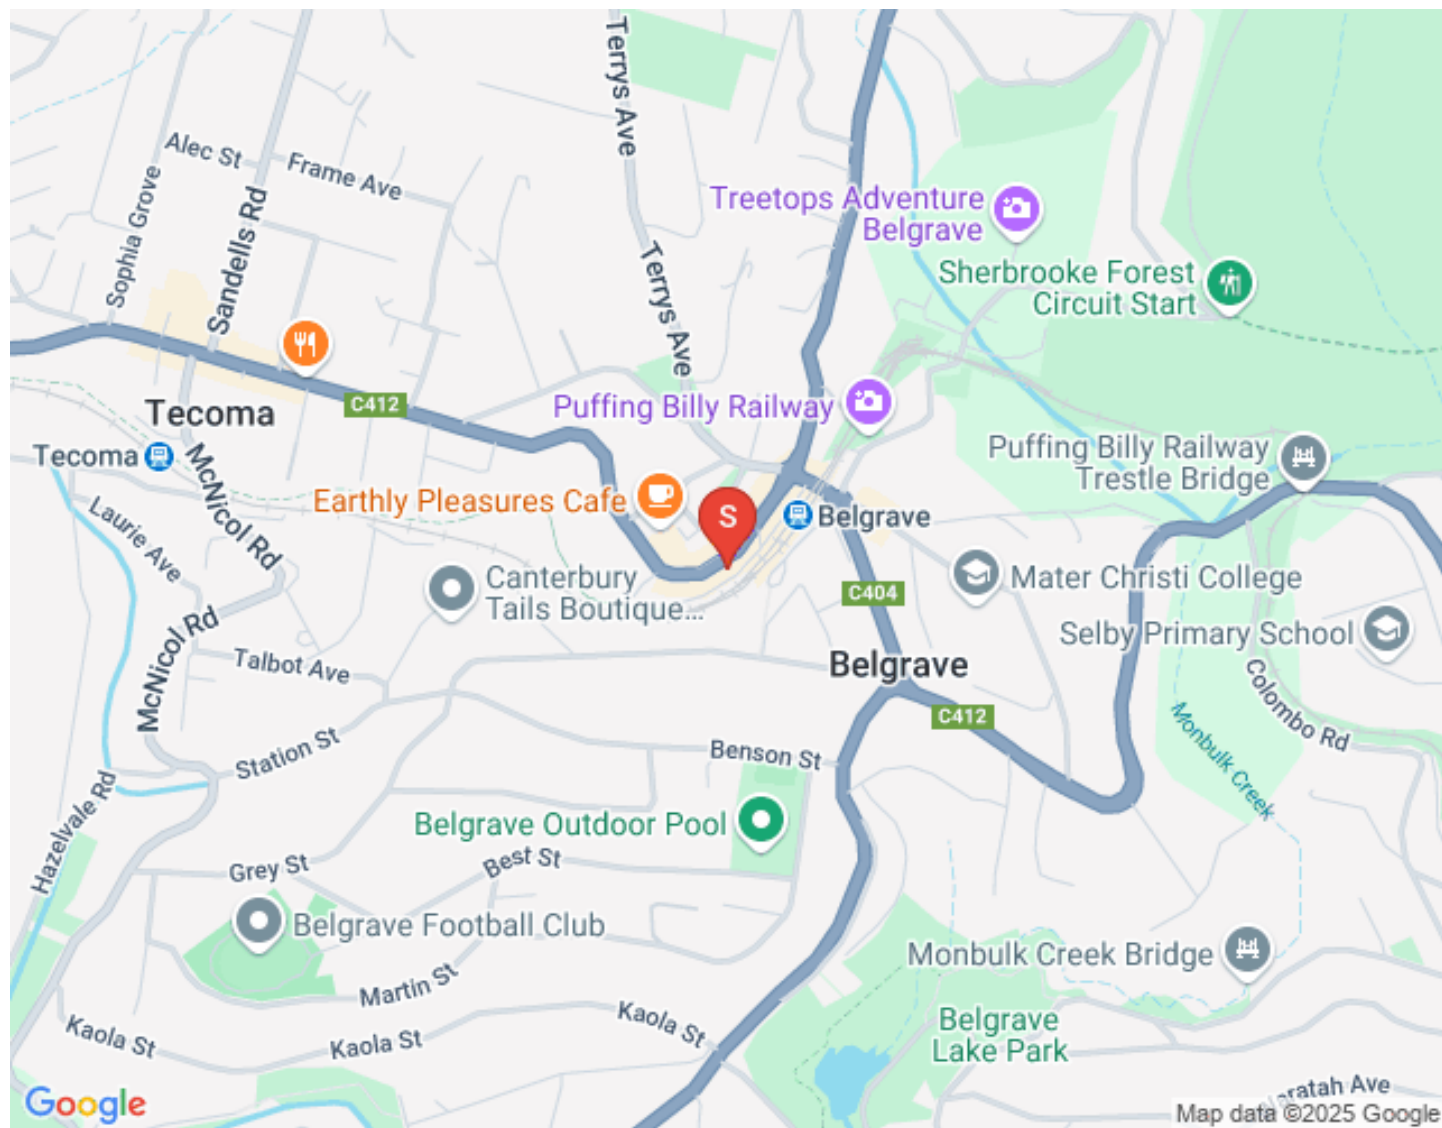 Terrys Ave
Alec St
Frame Ave
Sophia Grove
Sandells Rd
Treetops Adventure
Belgrave
Terrys Ave
Sherbrooke Forest
Circuit Start
C412
Tecoma
Puffing Billy Railway
Tecoma
McNicol Rd
Puffing Billy Railway
Trestle Bridge
Earthly Pleasures Cafe
S
Belgrave
Laurie Ave
Canterbury
Tails Boutique...
Mater Christi College
C404
McNicol Rd
Selby Primary School
Talbot Ave
Belgrave
C412
Colombo Rd
Station St
Benson St
Monbulk Creek
Hazelvale Rd
Belgrave Outdoor Pool
Grey St
Best St
Belgrave Football Club
Monbulk Creek Bridge
Martin St
Kaola St
Kaola St
Kaola St
Belgrave
Lake Park
Ave
Google
Map data ©2025 Google